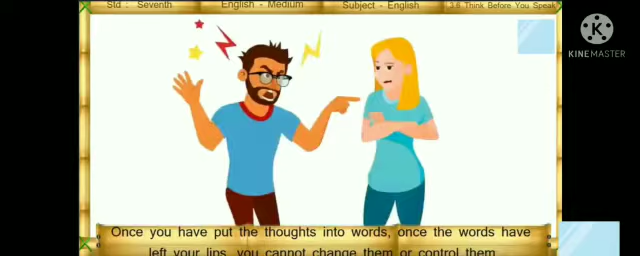 Std : Seventh English - Medium Subject - English 3.6 Think Before You Speak
K
KINEMASTER
Once you have put the thoughts into words, once the words have
left your lips, you cannot change them or control them